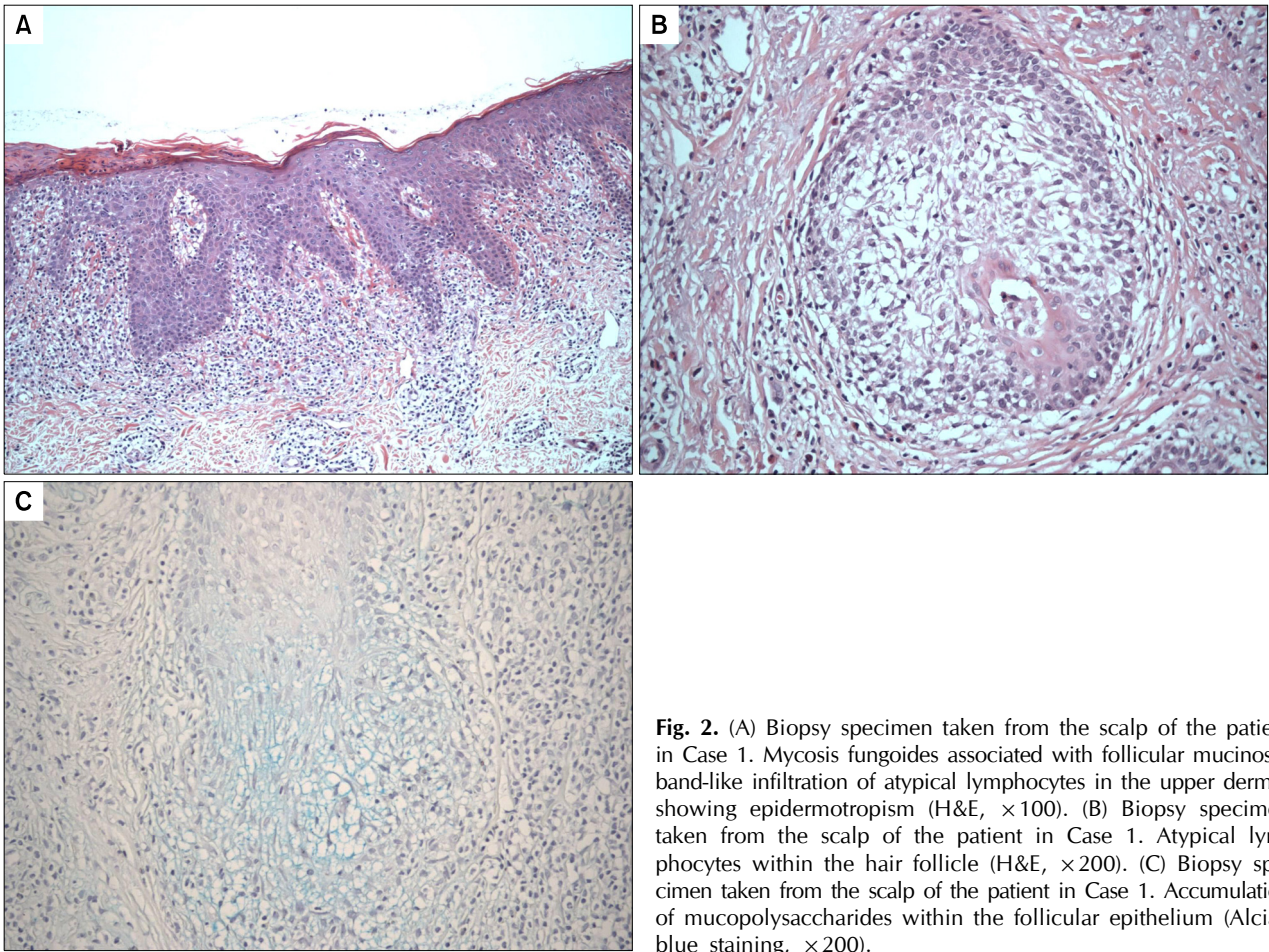 A
B
C
Fig. 2. (A) Biopsy specimen taken from the scalp of the patie
in Case 1. Mycosis fungoides associated with follicular mucinos
band-like infiltration of atypical lymphocytes in the upper derm
showing epidermotropism (H&E, ×100). (B) Biopsy specime
taken from the scalp of the patient in Case 1. Atypical lym
phocytes within the hair follicle (H&E, ×200). (C) Biopsy sp
cimen taken from the scalp of the patient in Case 1. Accumulatio
of mucopolysaccharides within the follicular epithelium (Alcia
blue staining, ×200).